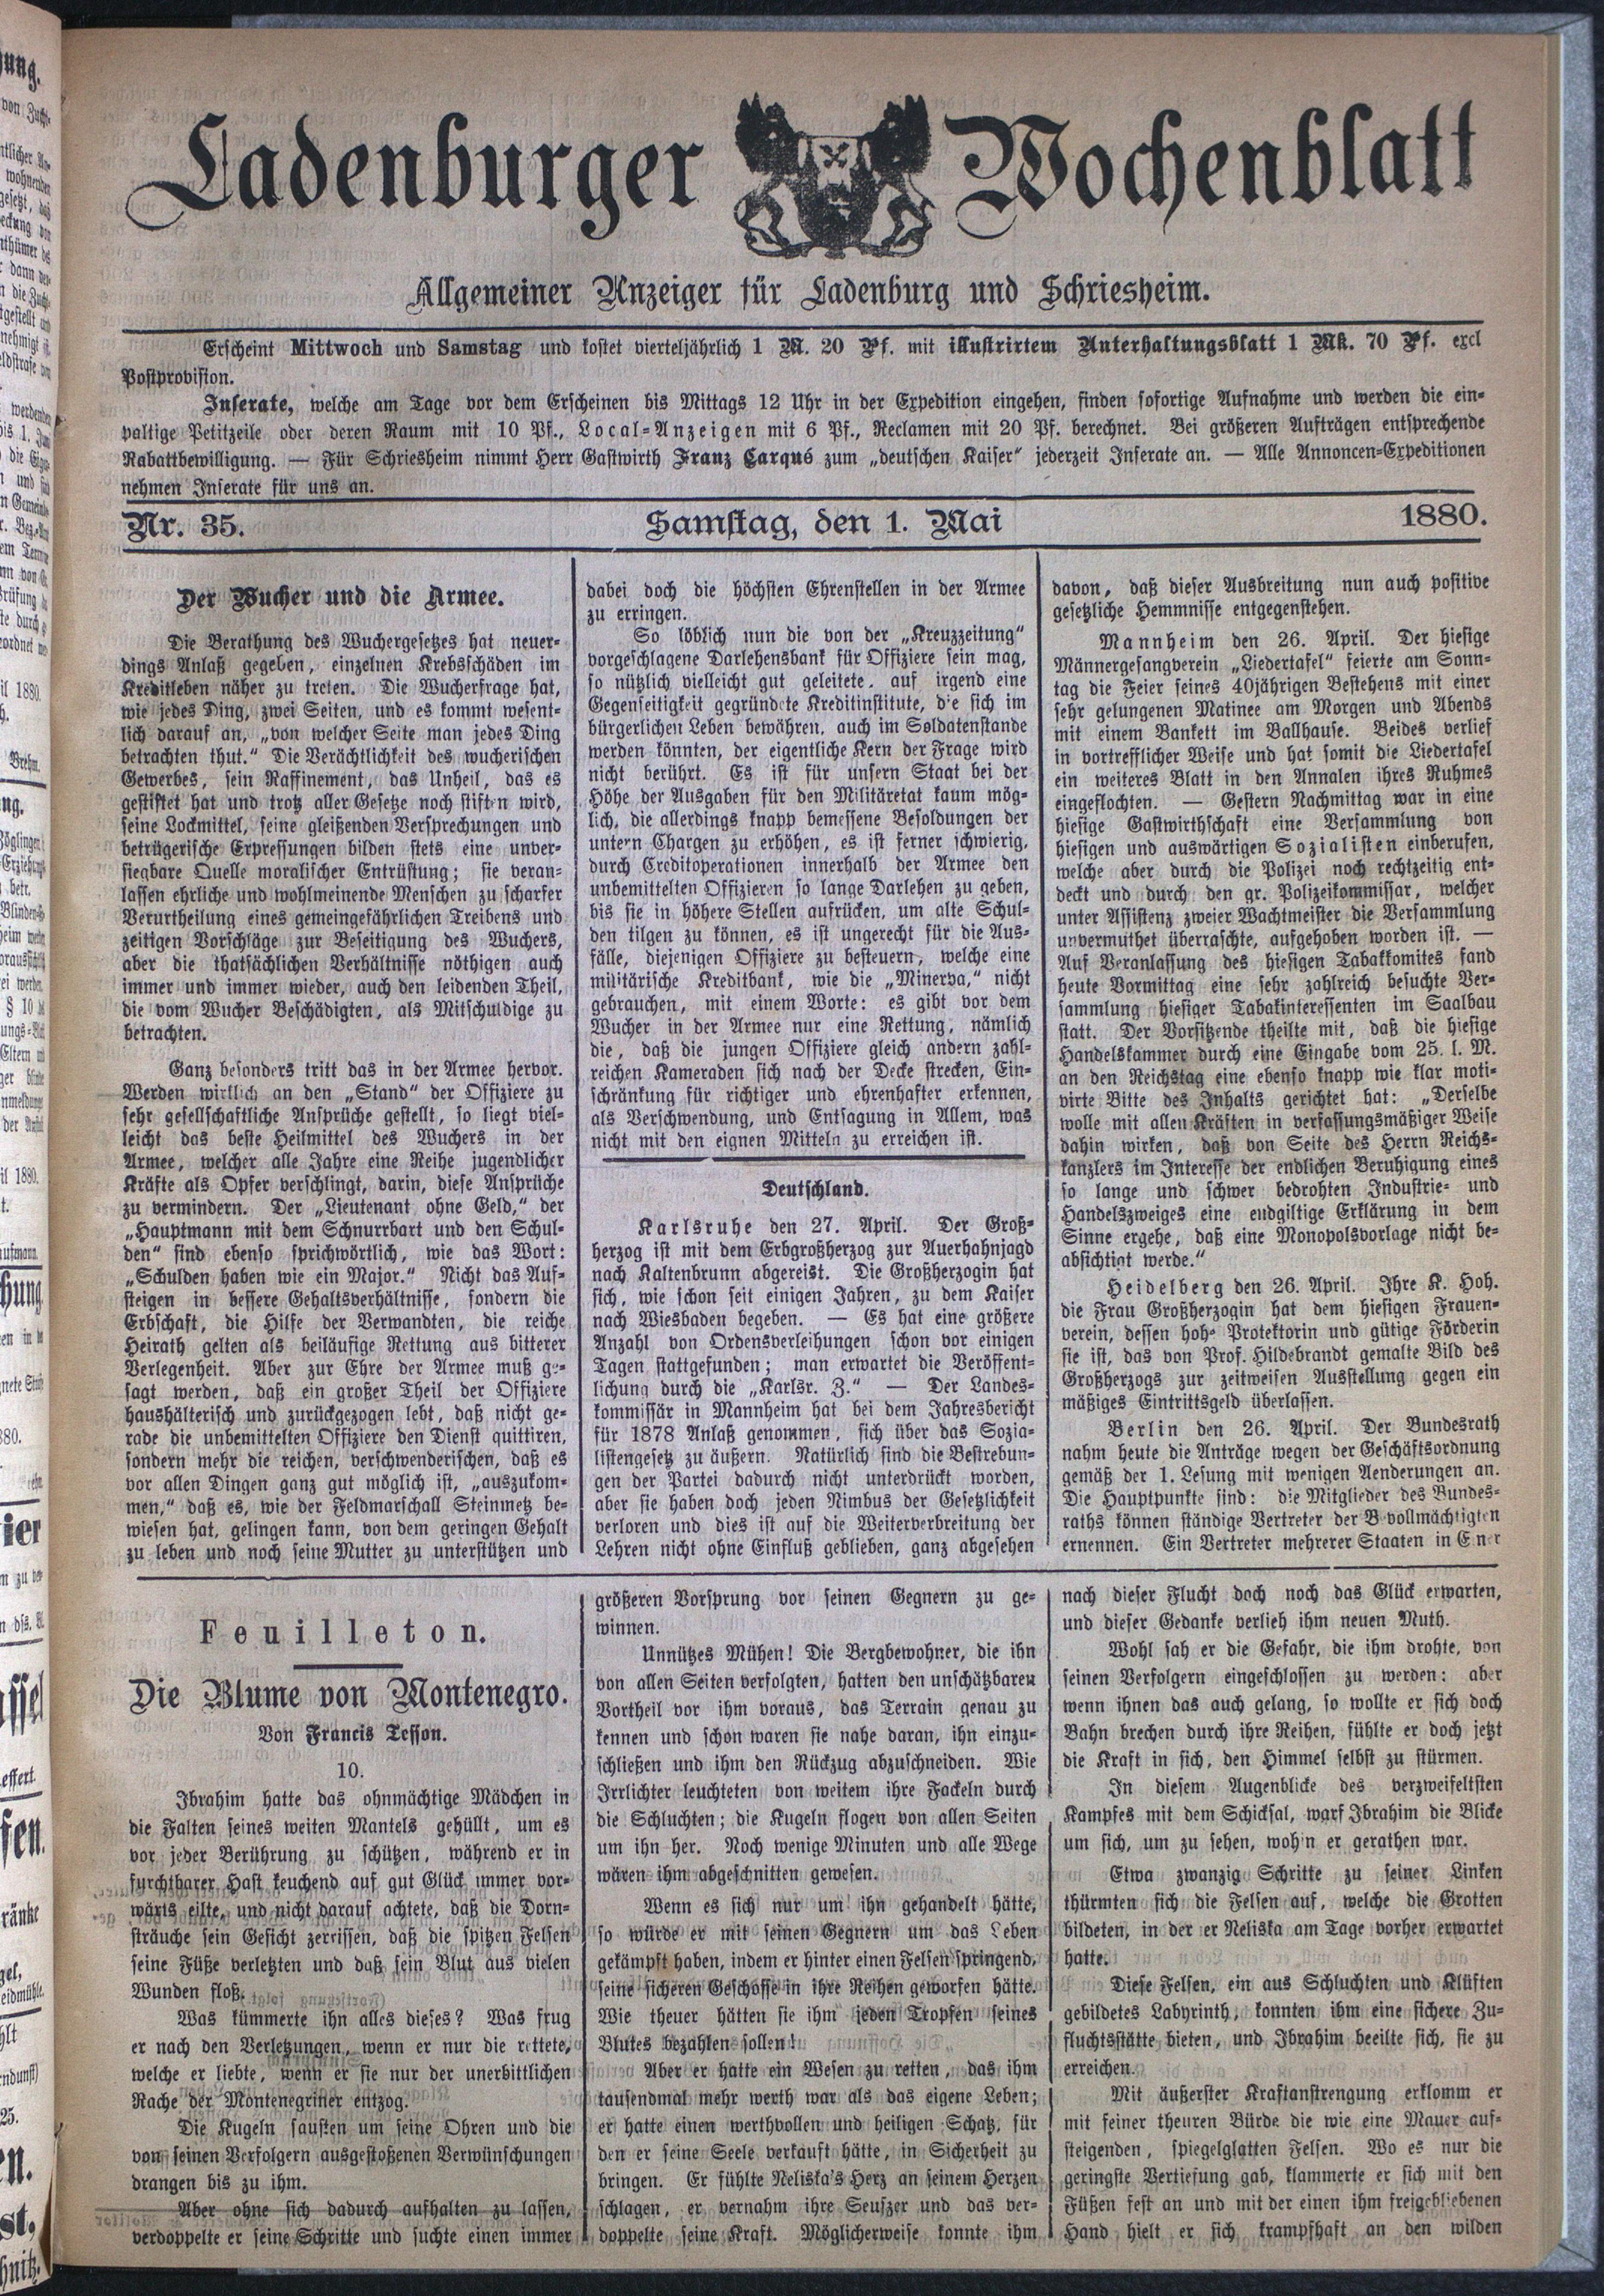 Ladenburger Wochenblatt
Allgemeiner Anzeiger für Ladenburg und Schriesheim.
Erscheint Mittwoch und Samstag und kostet vierteljährlich 1 M. 20 Pf. mit illustrirtem Unterhaltungsblatt 1 Mk. 70 Pf. excl
Postprovision.
Inserate, welche am Tage vor dem Erscheinen bis Mittags 12 Uhr in der Expedition eingehen, finden sofortige Aufnahme und werden die ein-
paltige Petitzeile oder deren Raum mit 10 Pf., Local-Anzeigen mit 6 Pf., Reclamen mit 20 Pf. berechnet. Bei größeren Aufträgen entsprechende
Rabattbewilligung. — Für Schriesheim nimmt Herr Gastwirth Franz Carqué zum „deutschen Kaiser“ jederzeit Inserate an. — Alle Annoncen-Expeditionen
nehmen Inserate für uns an.
Nr. 35. Samstag, den 1. Mai 1880.
Der Wucher und die Armee.
Die Berathung des Wuchergesetzes hat neuer-
dings Anlaß gegeben, einzelnen Krebsschäden im
Kreditleben näher zu treten. Die Wucherfrage hat,
wie jedes Ding, zwei Seiten, und es kommt wesent-
lich darauf an, „von welcher Seite man jedes Ding
betrachten thut.“ Die Verächtlichkeit des wucherischen
Gewerbes, sein Raffinement, das Unheil, das es
gestiftet hat und trotz aller Gesetze noch stiften wird,
seine Lockmittel, seine gleißenden Versprechungen und
betrügerische Erpressungen bilden stets eine unver-
siegbare Quelle moralischer Entrüstung; sie veran-
lassen ehrliche und wohlmeinende Menschen zu scharfer
Verurtheilung eines gemeingefährlichen Treibens und
zeitigen Vorschläge zur Beseitigung des Wuchers,
aber die thatsächlichen Verhältnisse nöthigen auch
immer und immer wieder, auch den leidenden Theil,
die vom Wucher Beschädigten, als Mitschuldige zu
betrachten.
Ganz besonders tritt das in der Armee hervor.
Werden wirklich an den „Stand“ der Offiziere zu
sehr gesellschaftliche Ansprüche gestellt, so liegt viel-
leicht das beste Heilmittel des Wuchers in der
Armee, welcher alle Jahre eine Reihe jugendlicher
Kräfte als Opfer verschlingt, darin, diese Ansprüche
zu vermindern. Der „Lieutenant ohne Geld,“ der
„Hauptmann mit dem Schnurrbart und den Schul-
den“ sind ebenso sprichwörtlich, wie das Wort:
„Schulden haben wie ein Major.“ Nicht das Auf-
steigen in bessere Gehaltsverhältnisse, sondern die
Erbschaft, die Hilfe der Verwandten, die reiche
Heirath gelten als beiläufige Rettung aus bitterer
Verlegenheit. Aber zur Ehre der Armee muß ge-
sagt werden, daß ein großer Theil der Offiziere
haushälterisch und zurückgezogen lebt, daß nicht ge-
rade die unbemittelten Offiziere den Dienst quittiren,
sondern mehr die reichen, verschwenderischen, daß es
vor allen Dingen ganz gut möglich ist, „auszukom-
men,“ daß es, wie der Feldmarschall Steinmetz be-
wiesen hat, gelingen kann, von dem geringen Gehalt
zu leben und noch seine Mutter zu unterstützen und
dabei doch die höchsten Ehrenstellen in der Armee
zu erringen.
So löblich nun die von der „Kreuzzeitung“
vorgeschlagene Darlehensbank für Offiziere sein mag,
so nützlich vielleicht gut geleitete, auf irgend eine
Gegenseitigkeit gegründete Kreditinstitute, die sich im
bürgerlichen Leben bewähren, auch im Soldatenstande
werden könnten, der eigentliche Kern der Frage wird
nicht berührt. Es ist für unsern Staat bei der
Höhe der Ausgaben für den Militäretat kaum mög-
lich, die allerdings knapp bemessene Besoldungen der
untern Chargen zu erhöhen, es ist ferner schwierig,
durch Creditoperationen innerhalb der Armee den
unbemittelten Offizieren so lange Darlehen zu geben,
bis sie in höhere Stellen aufrücken, um alte Schul-
den tilgen zu können, es ist ungerecht für die Aus-
fälle, diejenigen Offiziere zu besteuern, welche eine
militärische Kreditbank, wie die „Minerva,“ nicht
gebrauchen, mit einem Worte: es gibt vor dem
Wucher in der Armee nur eine Rettung, nämlich
die, daß die jungen Offiziere gleich andern zahl-
reichen Kameraden sich nach der Decke strecken, Ein-
schränkung für richtiger und ehrenhafter erkennen,
als Verschwendung, und Entsagung in Allem, was
nicht mit den eignen Mitteln zu erreichen ist.
Deutschland.
Karlsruhe den 27. April. Der Groß-
herzog ist mit dem Erbgroßherzog zur Auerhahnjagd
nach Kaltenbrunn abgereist. Die Großherzogin hat
sich, wie schon seit einigen Jahren, zu dem Kaiser
nach Wiesbaden begeben. — Es hat eine größere
Anzahl von Ordensverleihungen schon vor einigen
Tagen stattgefunden; man erwartet die Veröffent-
lichung durch die „Karlsr. Z.“ — Der Landes-
kommissär in Mannheim hat bei dem Jahresbericht
für 1878 Anlaß genommen, sich über das Sozia-
listengesetz zu äußern. Natürlich sind die Bestrebun-
gen der Partei dadurch nicht unterdrückt worden,
aber sie haben doch jeden Nimbus der Gesetzlichkeit
verloren und dies ist auf die Weiterverbreitung der
Lehren nicht ohne Einfluß geblieben, ganz abgesehen
davon, daß dieser Ausbreitung nun auch positive
gesetzliche Hemmnisse entgegenstehen.
Mannheim den 26. April. Der hiesige
Männergesangverein „Liedertafel“ feierte am Sonn-
tag die Feier seines 40jährigen Bestehens mit einer
sehr gelungenen Matinee am Morgen und Abends
mit einem Bankett im Ballhause. Beides verlief
in vortrefflicher Weise und hat somit die Liedertafel
ein weiteres Blatt in den Annalen ihres Ruhmes
eingeflochten. — Gestern Nachmittag war in eine
hiesige Gastwirthschaft eine Versammlung von
hiesigen und auswärtigen Sozialisten einberufen,
welche aber durch die Polizei noch rechtzeitig ent-
deckt und durch den gr. Polizeikommissar, welcher
unter Assistenz zweier Wachtmeister die Versammlung
unvermuthet überraschte, aufgehoben worden ist. —
Auf Veranlassung des hiesigen Tabakkomites fand
heute Vormittag eine sehr zahlreich besuchte Ver-
sammlung hiesiger Tabakinteressenten im Saalbau
statt. Der Vorsitzende theilte mit, daß die hiesige
Handelskammer durch eine Eingabe vom 25. l. M.
an den Reichstag eine ebenso knapp wie klar moti-
virte Bitte des Inhalts gerichtet hat: „Derselbe
wolle mit allen Kräften in verfassungsmäßiger Weise
dahin wirken, daß von Seite des Herrn Reichs-
kanzlers im Interesse der endlichen Beruhigung eines
so lange und schwer bedrohten Industrie- und
Handelszweiges eine endgiltige Erklärung in dem
Sinne ergehe, daß eine Monopolsvorlage nicht be-
absichtigt werde.“
Heidelberg den 26. April. Ihre K. Hoh.
die Frau Großherzogin hat dem hiesigen Frauen-
verein, dessen hohe Protektorin und gütige Förderin
sie ist, das von Prof. Hildebrandt gemalte Bild des
Großherzogs zur zeitweisen Ausstellung gegen ein
mäßiges Eintrittsgeld überlassen.
Berlin den 26. April. Der Bundesrath
nahm heute die Anträge wegen der Geschäftsordnung
gemäß der 1. Lesung mit wenigen Aenderungen an.
Die Hauptpunkte sind: die Mitglieder des Bundes-
raths können ständige Vertreter der Bevollmächtigten
ernennen. Ein Vertreter mehrerer Staaten in Einer
Feuilleton.
Die Blume von Montenegro.
Von Francis Tesson.
10.
Ibrahim hatte das ohnmächtige Mädchen in
die Falten seines weiten Mantels gehüllt, um es
vor jeder Berührung zu schützen, während er in
furchtbarer Hast keuchend auf gut Glück immer vor-
wärts eilte, und nicht darauf achtete, daß die Dorn-
sträuche sein Gesicht zerrissen, daß die spitzen Felsen
seine Füße verletzten und daß sein Blut aus vielen
Wunden floß.
Was kümmerte ihn alles dieses? Was frug
er nach den Verletzungen, wenn er nur die rettete,
welche er liebte, wenn er sie nur der unerbittlichen
Rache der Montenegriner entzog.
Die Kugeln sausten um seine Ohren und die
von seinen Verfolgern ausgestoßenen Verwünschungen
drangen bis zu ihm.
Aber ohne sich dadurch aufhalten zu lassen,
verdoppelte er seine Schritte und suchte einen immer
größeren Vorsprung vor seinen Gegnern zu ge-
winnen.
Unnützes Mühen! Die Bergbewohner, die ihn
von allen Seiten verfolgten, hatten den unschätzbaren
Vortheil vor ihm voraus, das Terrain genau zu
kennen und schon waren sie nahe daran, ihn einzu-
schließen und ihm den Rückzug abzuschneiden. Wie
Irrlichter leuchteten von weitem ihre Fackeln durch
die Schluchten; die Kugeln flogen von allen Seiten
um ihn her. Noch wenige Minuten und alle Wege
wären ihm abgeschnitten gewesen.
Wenn es sich nur um ihn gehandelt hätte,
so würde er mit seinen Gegnern um das Leben
gekämpft haben, indem er hinter einen Felsen springend,
seine sicheren Geschosse in ihre Reihen geworfen hätte.
Wie theuer hätten sie ihm jeden Tropfen seines
Blutes bezahlen sollen!
Aber er hatte ein Wesen zu retten, das ihm
tausendmal mehr werth war als das eigene Leben;
er hatte einen werthvollen und heiligen Schatz, für
den er seine Seele verkauft hätte, in Sicherheit zu
bringen. Er fühlte Neliska's Herz an seinem Herzen
schlagen, er vernahm ihre Seufzer und das ver-
doppelte seine Kraft. Möglicherweise konnte ihm
nach dieser Flucht doch noch das Glück erwarten,
und dieser Gedanke verlieh ihm neuen Muth.
Wohl sah er die Gefahr, die ihm drohte, von
seinen Verfolgern eingeschlossen zu werden: aber
wenn ihnen das auch gelang, so wollte er sich doch
Bahn brechen durch ihre Reihen, fühlte er doch jetzt
die Kraft in sich, den Himmel selbst zu stürmen.
In diesem Augenblicke des verzweifeltsten
Kampfes mit dem Schicksal, warf Ibrahim die Blicke
um sich, um zu sehen, wohin er gerathen war.
Etwa zwanzig Schritte zu seiner Linken
thürmten sich die Felsen auf, welche die Grotten
bildeten, in der er Neliska am Tage vorher erwartet
hatte.
Diese Felsen, ein aus Schluchten und Klüften
gebildetes Labyrinth, konnten ihm eine sichere Zu-
fluchtsstätte bieten, und Ibrahim beeilte sich, sie zu
erreichen.
Mit äußerster Kraftanstrengung erklomm er
mit seiner theuren Bürde die wie eine Mauer auf-
steigenden, spiegelglatten Felsen. Wo es nur die
geringste Vertiefung gab, klammerte er sich mit den
Füßen fest an und mit der einen ihm freigebliebenen
Hand hielt er sich krampfhaft an den wilden